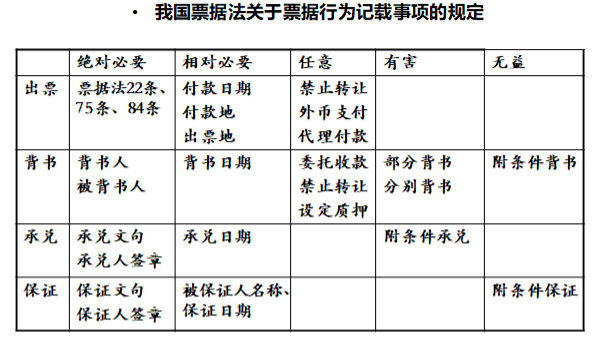 • 我国票据法关于票据行为记载事项的规定
绝对必要 相对必要 任意 有害 无益
出票 票据法22条、 付款日期 禁止转让
75条、84条 付款地 外币支付
出票地 代理付款
背书 背书人 背书日期 委托收款 部分背书 附条件背书
被背书人 禁止转让 分别背书
设定质押
承兑 承兑文句 承兑日期 附条件承兑
承兑人签章
保证 保证文句 被保证人名称、 附条件保证
保证人签章 保证日期